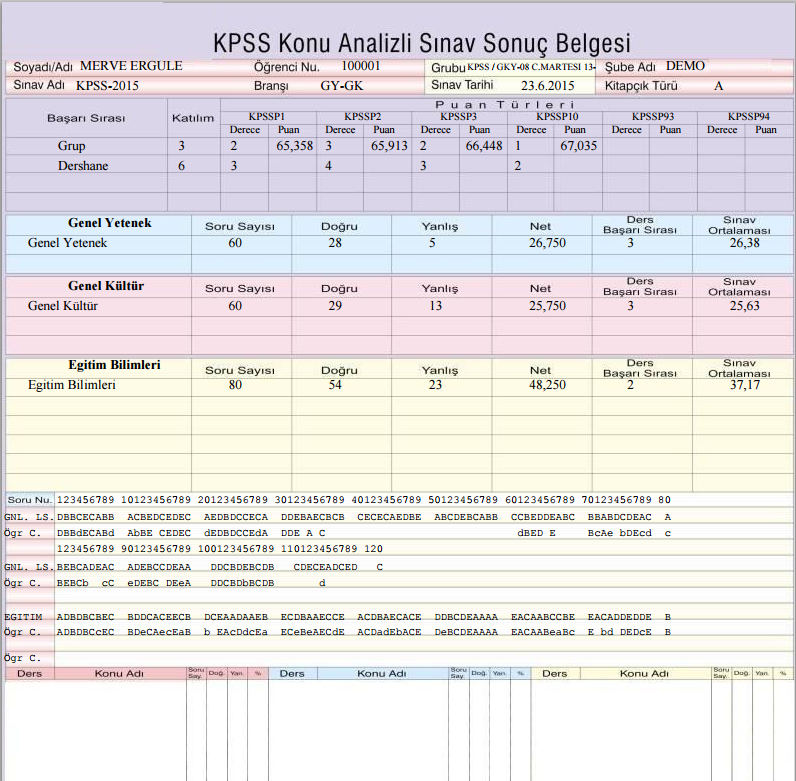 KPSS Konu Analizli Sınav Sonuç Belgesi
Soyadı/Adı MERVE ERGULE Öğrenci Nu. 100001 Grubu KPSS / GKY-08 C.MARTESI 13- Şube Adı DEMO
Sınav Adı KPSS-2015 Branşı GY-GK Sınav Tarihi 23.6.2015 Kitapçık Türü A
Başarı Sırası Katılım Puan Türleri
KPSSP1 KPSSP2 KPSSP3 KPSSP10 KPSSP93 KPSSP94
Derece Puan Derece Puan Derece Puan Derece Puan Derece Puan Derece Puan
Grup 3 2 65,358 3 65,913 2 66,448 1 67,035
Dershane 6 3 4 3 2
Genel Yetenek Soru Sayısı Doğru Yanlış Net Ders Başarı Sırası Sınav Ortalaması
Genel Yetenek 60 28 5 26,750 3 26,38
Genel Kültür Soru Sayısı Doğru Yanlış Net Ders Başarı Sırası Sınav Ortalaması
Genel Kültür 60 29 13 25,750 3 25,63
Egitim Bilimleri Soru Sayısı Doğru Yanlış Net Ders Başarı Sırası Sınav Ortalaması
Egitim Bilimleri 80 54 23 48,250 2 37,17
Soru Nu. 123456789 10123456789 20123456789 30123456789 40123456789 50123456789 60123456789 70123456789 80
GNL. LS. DBBCECABB ACBEDCEDEC AEDBDCCECA DDEBAECBCB CECECAEDBE ABCDEBCABB CCBEDDEABC BBABDCDEAC A
Ögr C. DBBdECABd AbBE CEDEC dEDBDCCEdA DDE A C dBED E BcAe bDEcd c
123456789 90123456789 100123456789 110123456789 120
GNL. LS. BEBCADEAC ADEBCCDEAA DDCBDEBCDB CDECEADCED C
Ögr C. BEBCb cC eDEBC DEeA DDCBDbBCDB d
EGITIM ADBDBCBEC BDDCACEECB DCEAADAAEB ECDBAAECCE ACDBAECACE DDBCDEAAAA EACAABCCBE EACADDEDDE B
Ögr C. ADBDBCcEC BDeCAecEaB b EAcDdcEa ECeBeAECdE ACDadEbACE DeBCDEAAAA EACAABeaBc E bd DEDcE B
Ögr C.
Ders Konu Adı Soru Say. Doğ. Yan. % Ders Konu Adı Soru Say. Doğ. Yan. % Ders Konu Adı Soru Say. Doğ. Yan. %